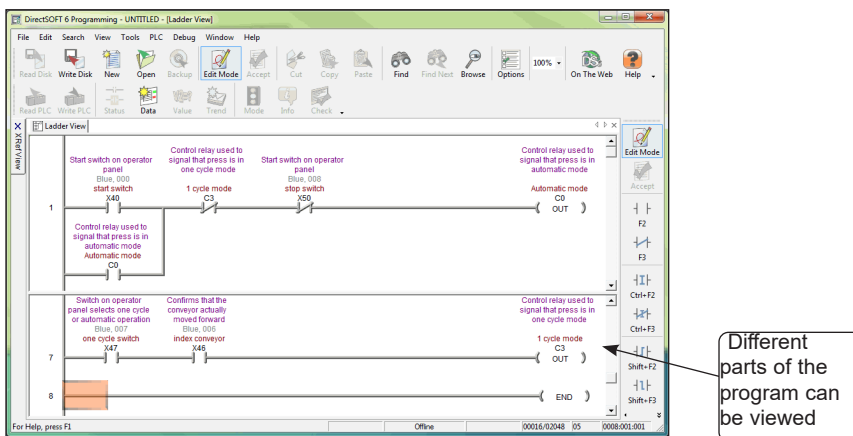 DirectSOFT 6 Programming - UNTITLED - [Ladder View]
File Edit Search View Tools PLC Debug Window Help
Read Disk Write Disk New Open Backup Edit Mode Accept Cut Copy Paste Find Find Next Browse Options 100% On The Web Help
Read PLC Write PLC Status Data Value Trend Mode Info Check
X XRef View
Ladder View
Start switch on operator
panel
Blue, 000
start switch
X40
Control relay used to
signal that press is in
one cycle mode
1 cycle mode
C3
Start switch on operator
panel
Blue, 008
stop switch
X50
Control relay used to
signal that press is in
automatic mode
Automatic mode
C0
OUT
1
Control relay used to
signal that press is in
automatic mode
Automatic mode
C0
Switch on operator
panel selects one cycle
or automatic operation
Blue, 007
one cycle switch
X47
Confirms that the
conveyor actually
moved forward
Blue, 006
index conveyor
X46
Control relay used to
signal that press is in
one cycle mode
1 cycle mode
C3
OUT
7
8
END
Edit Mode
Accept
F2
F3
Ctrl+F2
Ctrl+F3
Shift+F2
Shift+F3
For Help, press F1
Offline
00016/02048 05 0008:001:001
Different
parts of the
program can
be viewed